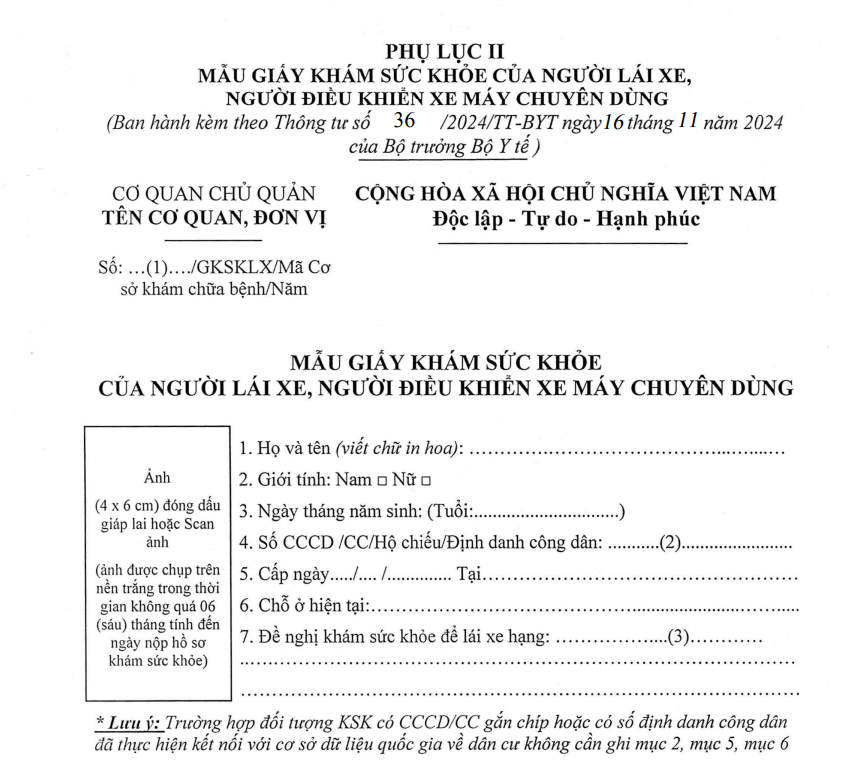 PHỤ LỤC II
MẪU GIẤY KHÁM SỨC KHỎE CỦA NGƯỜI LÁI XE,
NGƯỜI ĐIỀU KHIỂN XE MÁY CHUYÊN DÙNG
(Ban hành kèm theo Thông tư số 36 /2024/TT-BYT ngày 16 tháng 11 năm 2024
của Bộ trưởng Bộ Y tế )
CƠ QUAN CHỦ QUẢN
TÊN CƠ QUAN, ĐƠN VỊ
CỘNG HÒA XÃ HỘI CHỦ NGHĨA VIỆT NAM
Độc lập - Tự do - Hạnh phúc
Số: …(1)…./GKSKLX/Mã Cơ
sở khám chữa bệnh/Năm
MẪU GIẤY KHÁM SỨC KHỎE
CỦA NGƯỜI LÁI XE, NGƯỜI ĐIỀU KHIỂN XE MÁY CHUYÊN DÙNG
Ảnh
(4 x 6 cm) đóng dấu
giáp lai hoặc Scan
ảnh
(ảnh được chụp trên
nền trắng trong thời
gian không quá 06
(sáu) tháng tính đến
ngày nộp hồ sơ
khám sức khỏe)
1. Họ và tên (viết chữ in hoa): ……………………………………...……...…
2. Giới tính: Nam □ Nữ □
3. Ngày tháng năm sinh: (Tuổi:................................)
4. Số CCCD /CC/Hộ chiếu/Định danh công dân: ...........(2)........................
5. Cấp ngày...../.... /.............. Tại……………………………………………
6. Chỗ ở hiện tại:……………………………..............................……......
7. Đề nghị khám sức khỏe để lái xe hạng: …………....(3)…………
..……………………………………………………………………………
……………………………………………………………………………
* Lưu ý: Trường hợp đối tượng KSK có CCCD/CC gắn chíp hoặc có số định danh công dân
đã thực hiện kết nối với cơ sở dữ liệu quốc gia về dân cư không cần ghi mục 2, mục 5, mục 6